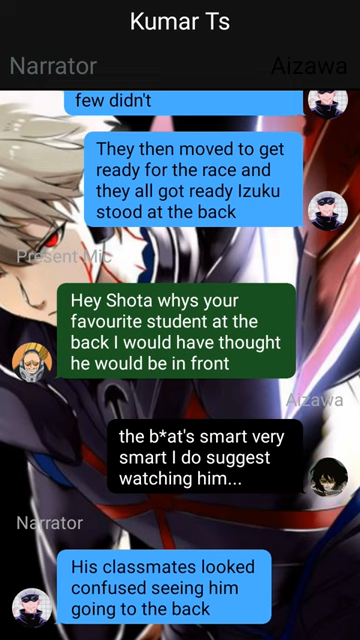 Kumar Ts
Narrator
Aizawa
few didn't
They then moved to get
ready for the race and
they all got ready Izuku
stood at the back
Present Mic
Hey Shota whys your
favourite student at the
back I would have thought
he would be in front
Aizawa
the b*at's smart very
smart I do suggest
watching him...
Narrator
His classmates looked
confused seeing him
going to the back